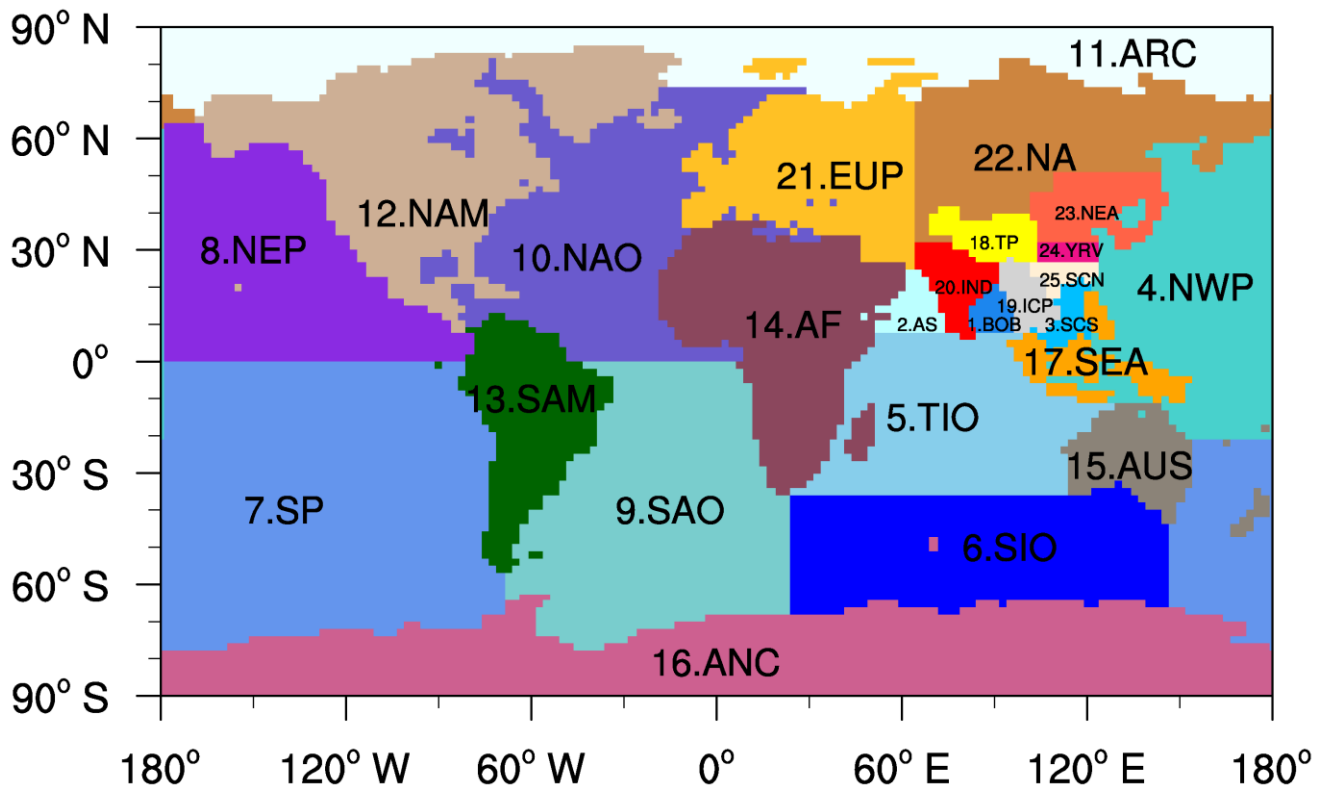 90° N
11.ARC
60° N
22.NA
21.EUP
12.NAM
23.NEA
8.NEP
30° N
18.TP
24.YRV
10.NAO
25.SCN
20.IND
4.NWP
19.ICP
14.AF
2.AS
1.BOB
3.SCS
0°
17.SEA
13.SAM
5.TIO
15.AUS
30° S
7.SP
9.SAO
6.SIO
60° S
16.ANC
90° S
180° 120° W 60° W 0° 60° E 120° E 180°